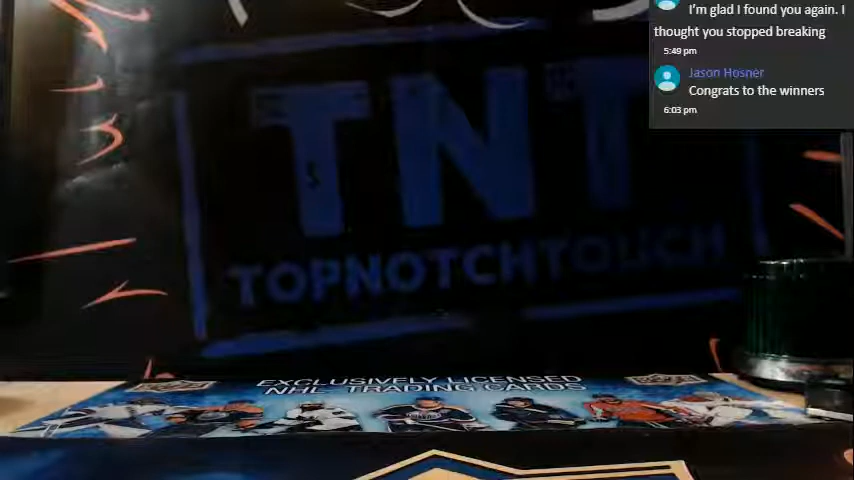 I'm glad I found you again. I
thought you stopped breaking
5:49 pm
Jason Hosner
Congrats to the winners
6:03 pm
TNT
TOPNOTCHTOUCH
EXCLUSIVELY LICENSED
NHL TRADING CARDS